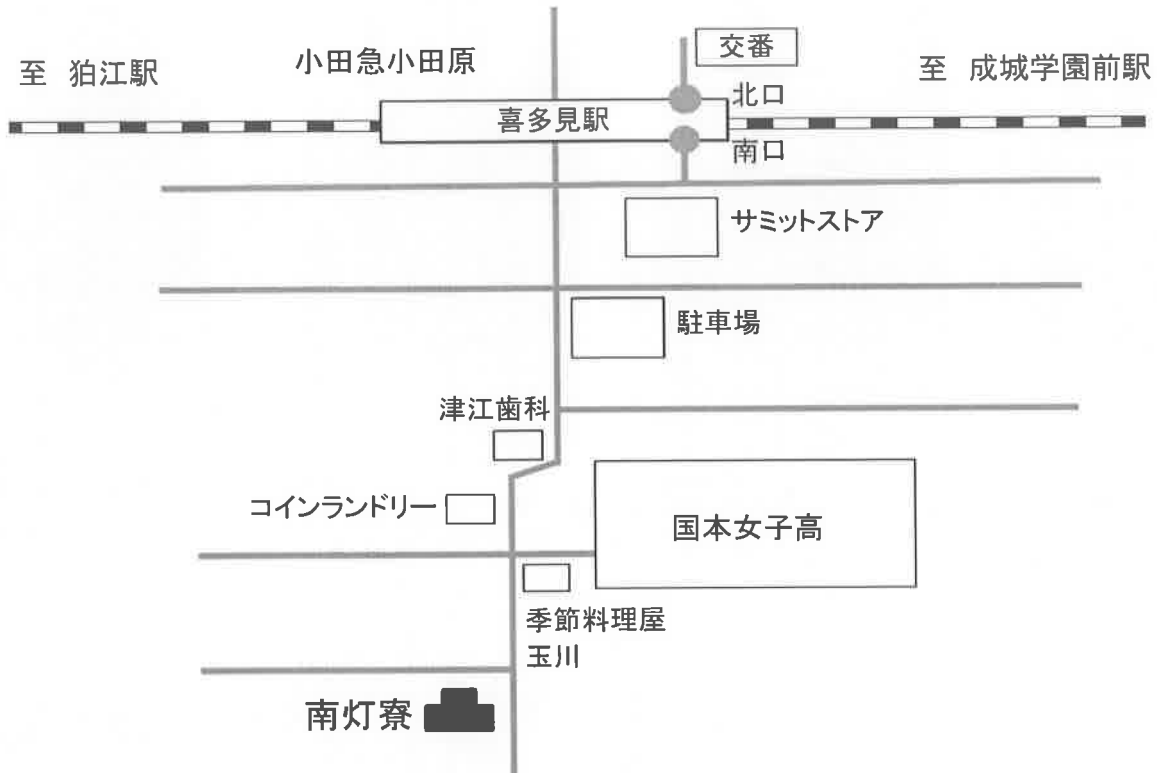 交番
小田急小田原
至 狛江駅
至 成城学園前駅
北口
喜多見駅
南口
サミットストア
駐車場
津江歯科
コインランドリー
国本女子高
季節料理屋
玉川
南灯寮